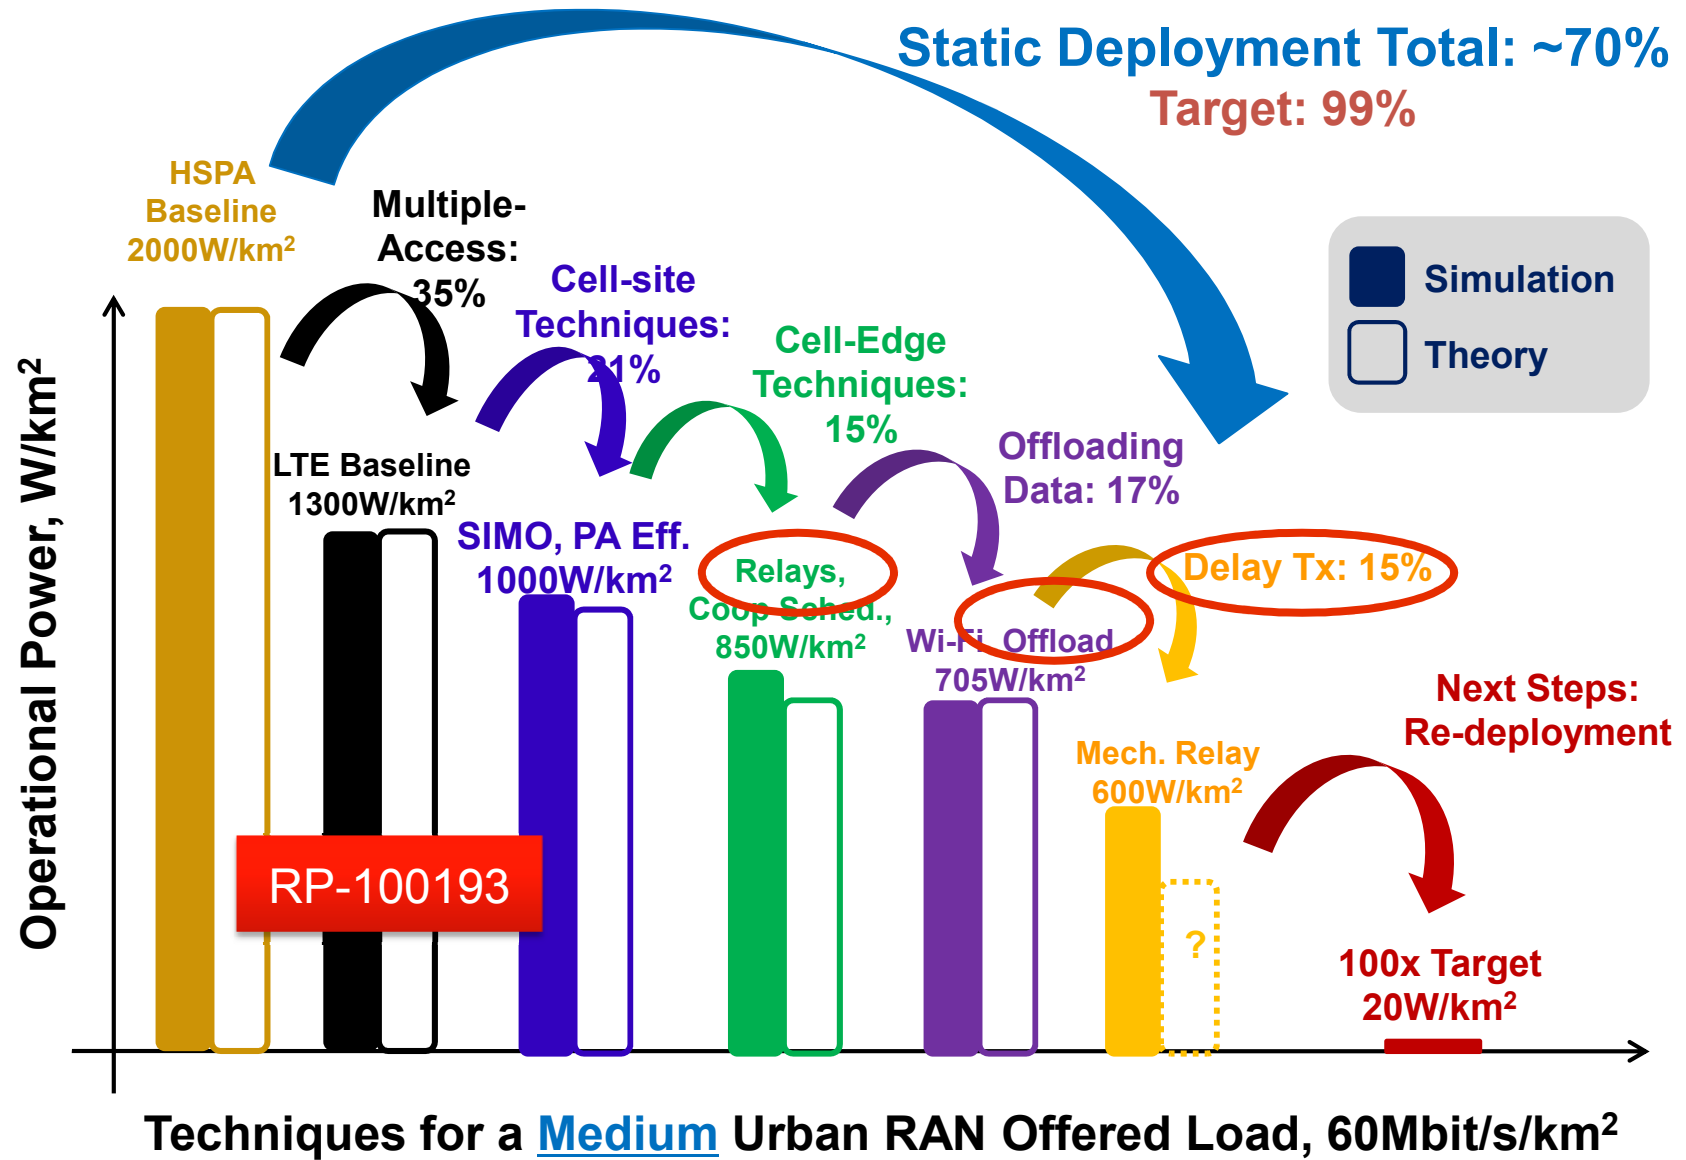 Static Deployment Total: ~70%
Target: 99%
HSPA
Baseline
2000W/km²
Multiple-
Access:
35%
Cell-site
Techniques:
21%
Cell-Edge
Techniques:
15%
Offloading
Data: 17%
Delay Tx: 15%
Next Steps:
Re-deployment
Simulation
Theory
LTE Baseline
1300W/km²
SIMO, PA Eff.
1000W/km²
Relays,
Coop Sched.,
850W/km²
Wi-Fi Offload
705W/km²
Mech. Relay
600W/km²
?
100x Target
20W/km²
RP-100193
Operational Power, W/km²
Techniques for a Medium Urban RAN Offered Load, 60Mbit/s/km²